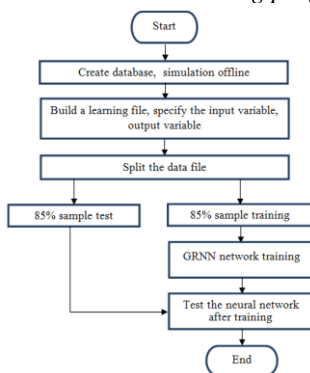 Start
Create database, simulation offline
Build a learning file, specify the input variable,
output variable
Split the data file
85% sample test
85% sample training
GRNN network training
Test the neural network
after training
End